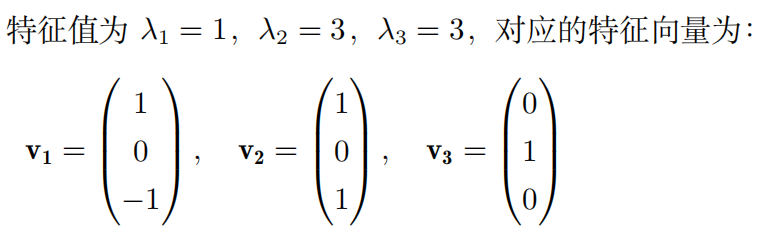 特征值为 λ₁ = 1, λ₂ = 3, λ₃ = 3, 对应的特征向量为:
v₁ = (1 0 −1), v₂ = (1 0 1), v₃ = (0 1 0)